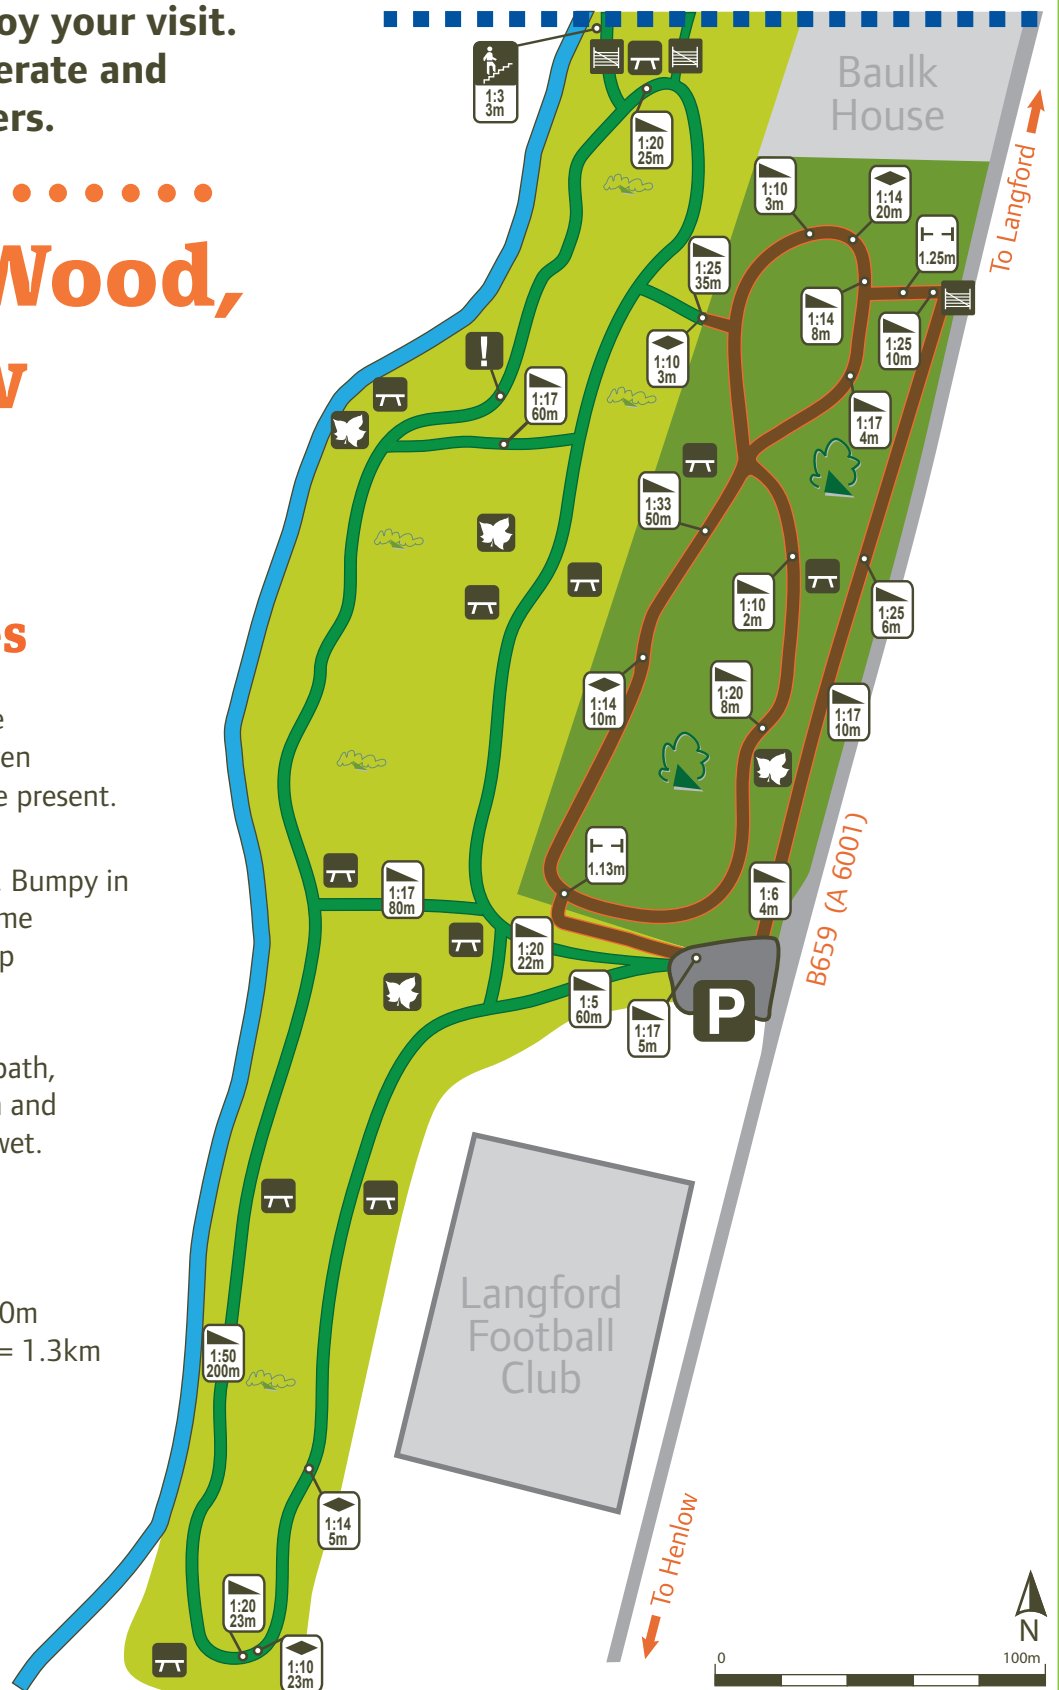 oy your visit.
erate and
ers.
Wood,
w
es
e
en
e present.
. Bumpy in
me
p
path,
n and
wet.
0m
= 1.3km
1:3
3m
1:20
25m
Baulk
House
To Langford
1:10
3m
1:14
20m
1.25m
1:25
35m
1:14
8m
1:25
10m
1:10
3m
!
1:17
60m
1:17
4m
1:33
50m
1:10
2m
1:25
6m
1:14
10m
1:20
8m
1:17
10m
1.13m
1:17
80m
1:6
4m
B659 (A 6001)
1:20
22m
1:5
60m
1:17
5m
P
Langford
Football
Club
1:50
200m
1:14
5m
To Henlow
1:20
23m
1:10
23m
N
0 100m